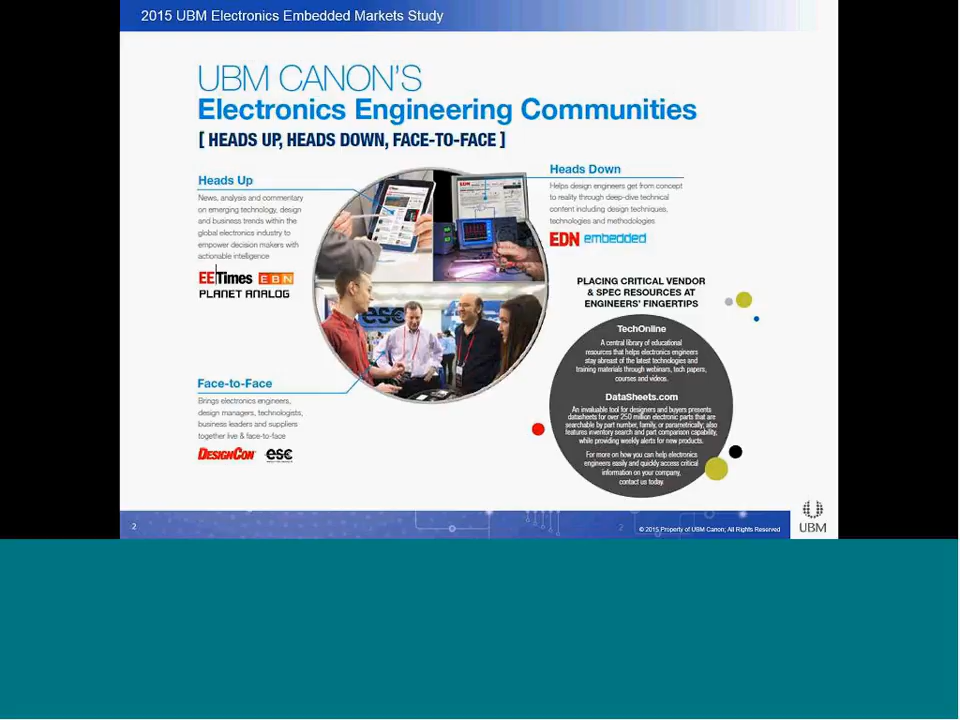 2015 UBM Electronics Embedded Markets Study
UBM CANON'S
Electronics Engineering Communities
[ HEADS UP, HEADS DOWN, FACE-TO-FACE ]
Heads Up
News, analysis and commentary
on emerging technology, design
and business trends within the
global electronics industry to
empower decision makers with
actionable intelligence
EETimes EBN
PLANET ANALOG
Heads Down
Helps design engineers get from concept
to reality through deep-dive technical
content including design techniques,
technologies and methodologies
EDN embedded
esc
Face-to-Face
Brings electronics engineers,
design managers, technologists,
business leaders and suppliers
together live & face-to-face
DESIGNCON esc
PLACING CRITICAL VENDOR
& SPEC RESOURCES AT
ENGINEERS' FINGERTIPS
TechOnline
A central library of educational
resources that helps electronics engineers
stay abreast of the latest technologies and
training materials through webinars, tech papers,
courses and videos.
DataSheets.com
An invaluable tool for designers and buyers presents
datasheets for over 250 million electronic parts that are
searchable by part number, family, or parametrically; also
features inventory search and part comparison capability,
while providing weekly alerts for new products.
For more on how you can help electronics
engineers easily and quickly access critical
information on your company,
contact us today.
2
2
© 2015 Property of UBM Canon; All Rights Reserved
UBM